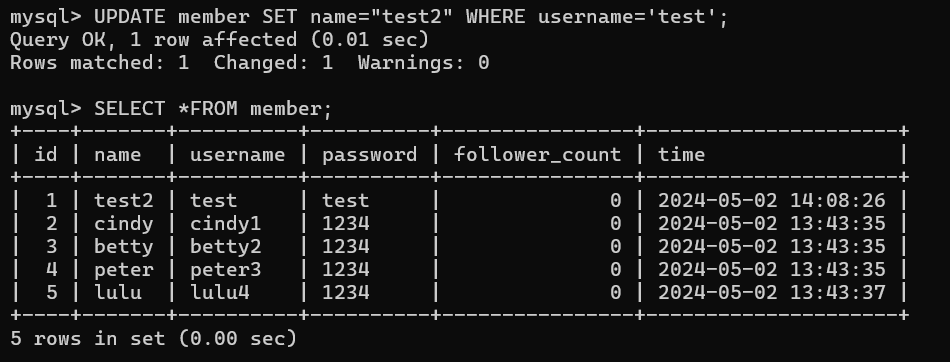 mysql> UPDATE member SET name="test2" WHERE username='test';
Query OK, 1 row affected (0.01 sec)
Rows matched: 1  Changed: 1  Warnings: 0

mysql> SELECT *FROM member;
+----+-------+----------+----------+----------------+---------------------+
| id | name  | username | password | follower_count | time                |
+----+-------+----------+----------+----------------+---------------------+
|  1 | test2 | test     | test     |              0 | 2024-05-02 14:08:26 |
|  2 | cindy | cindy1   | 1234     |              0 | 2024-05-02 13:43:35 |
|  3 | betty | betty2   | 1234     |              0 | 2024-05-02 13:43:35 |
|  4 | peter | peter3   | 1234     |              0 | 2024-05-02 13:43:35 |
|  5 | lulu  | lulu4    | 1234     |              0 | 2024-05-02 13:43:37 |
+----+-------+----------+----------+----------------+---------------------+
5 rows in set (0.00 sec)